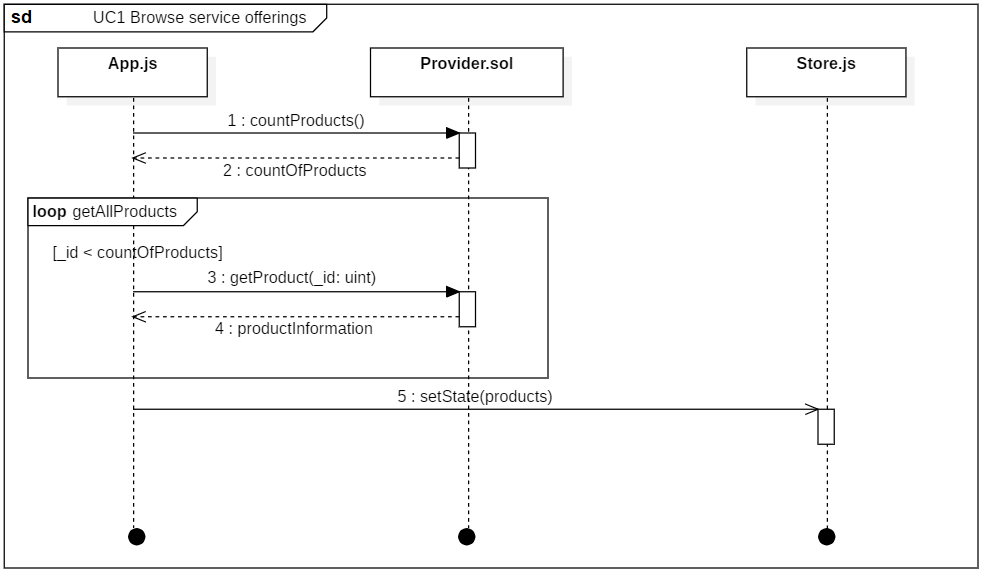 sd UC1 Browse service offerings
App.js
Provider.sol
Store.js
1 : countProducts()
2 : countOfProducts
loop getAllProducts
[_id < countOfProducts]
3 : getProduct(_id: uint)
4 : productInformation
5 : setState(products)